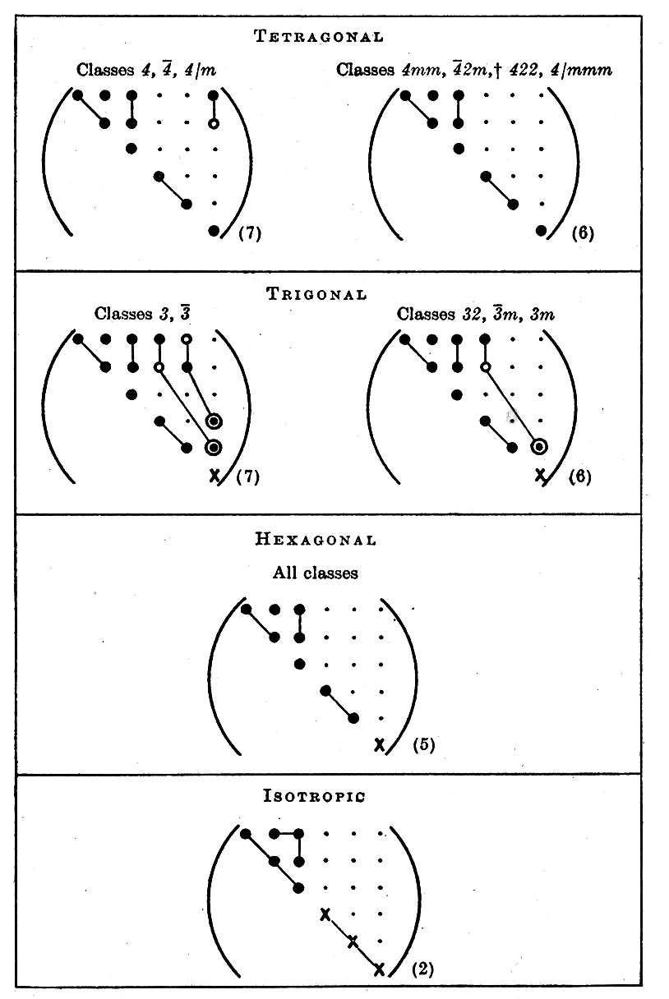 TETRAGONAL
Classes 4, 4̅, 4/m
Classes 4mm, 4̅2m,† 422, 4/mmm
(7)
(6)
TRIGONAL
Classes 3, 3̅
Classes 32, 3̅m, 3m
x (7)
x (6)
HEXAGONAL
All classes
x (5)
ISOTROPIC
x
x
x (2)